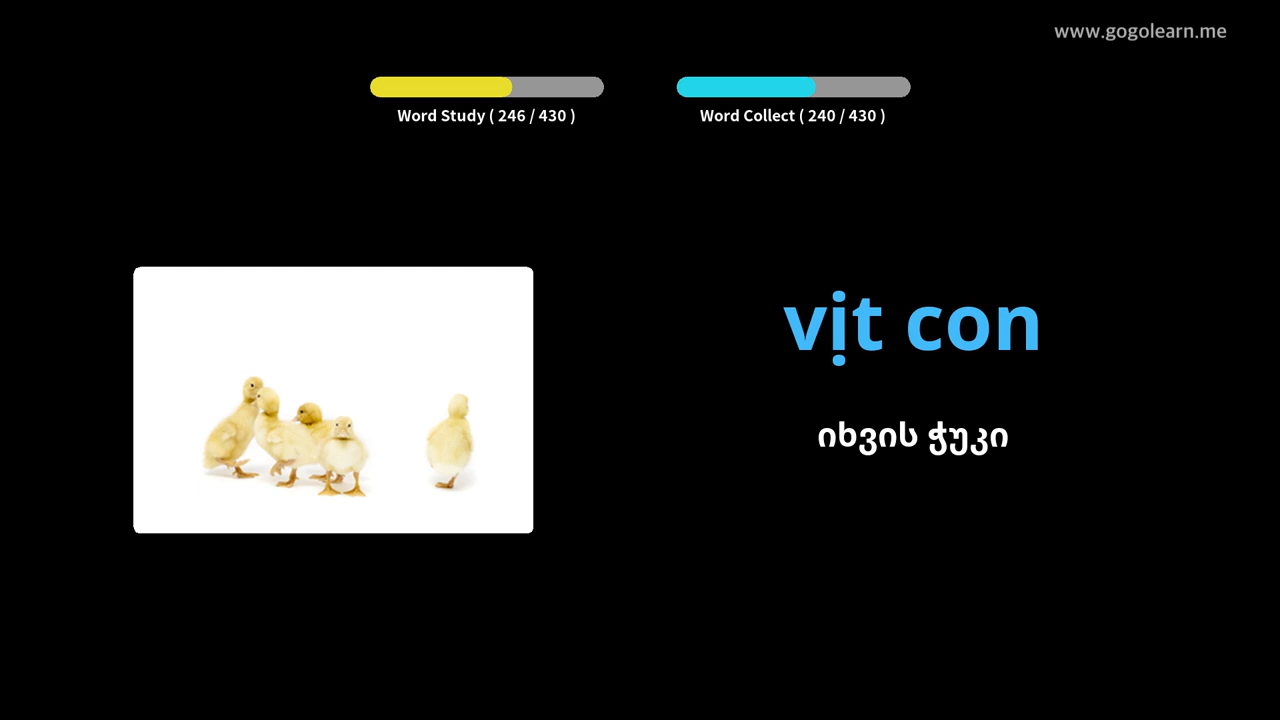 www.gogolearn.me
Word Study ( 246 / 430 )
Word Collect ( 240 / 430 )
vịt con
იხვის ჭუკი